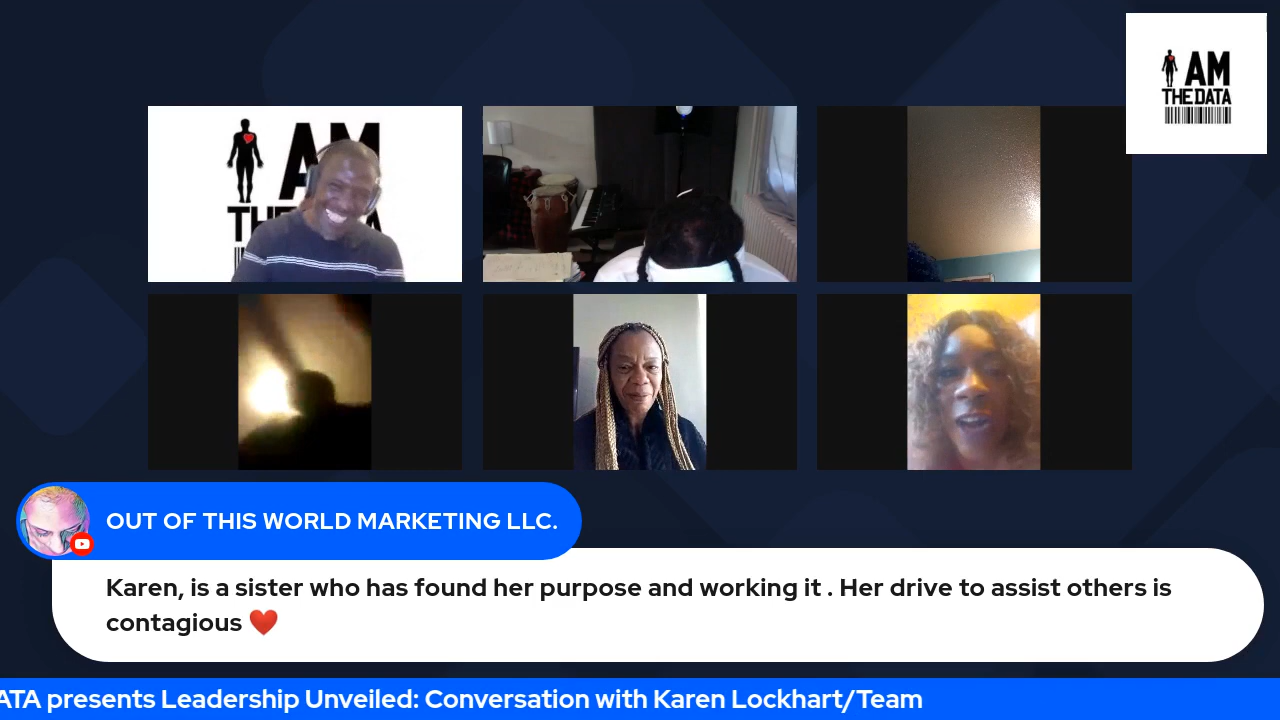 AM
TH A
AM
THE DATA
OUT OF THIS WORLD MARKETING LLC.
Karen, is a sister who has found her purpose and working it . Her drive to assist others is
contagious ❤️
ATA presents Leadership Unveiled: Conversation with Karen Lockhart/Team